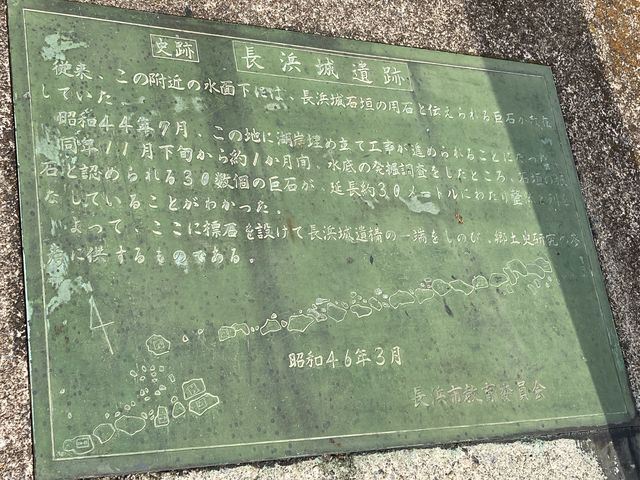 史跡 長浜城遺跡
従来、この附近の水面下には、長浜城石垣の用石と伝えられる巨石が存在
していた。
昭和44年9月、この地に湖岸埋め立て工事が進められることになった
同年11月下旬から約1か月間、水底の発掘調査をしたところ、石垣の
石と認められる30数個の巨石が、延長約30メートルにわたり整然と列を
なしていることがわかった。
よって、ここに標石を設けて長浜城遺構の一端をしのび、郷土史研究の参
考に供するものである。
昭和46年3月
長浜市教育委員会